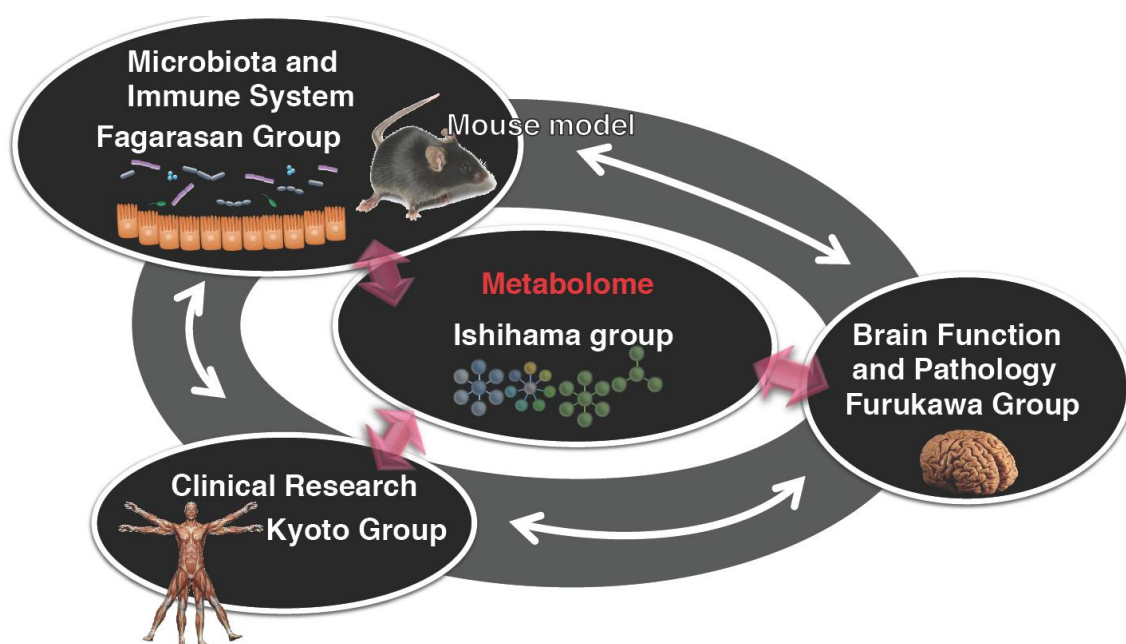 Microbiota and
Immune System
Fagarasan Group
Mouse model
Metabolome
Ishihama group
Brain Function
and Pathology
Furukawa Group
Clinical Research
Kyoto Group